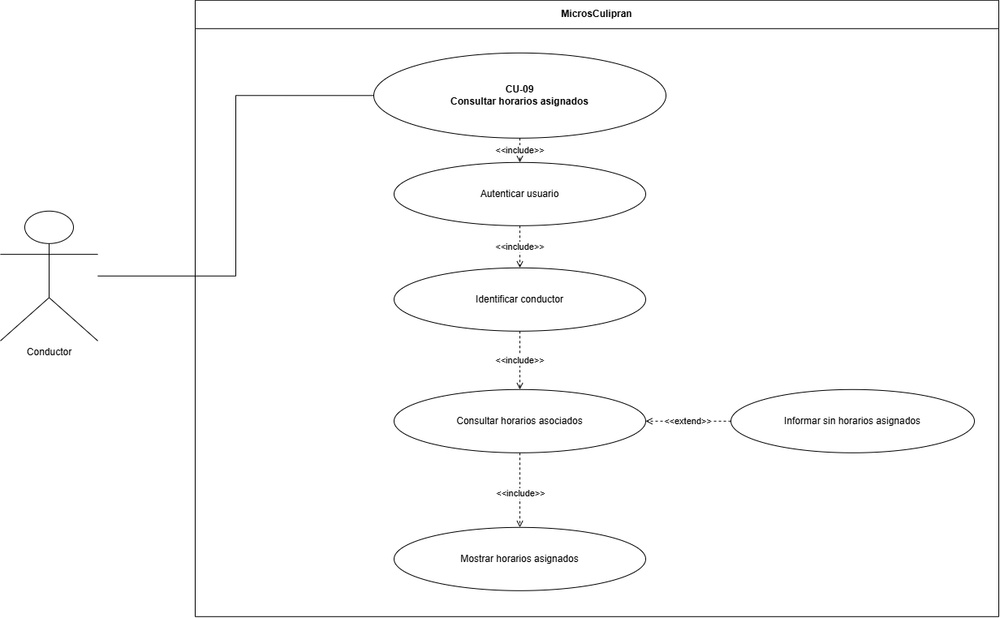 MicrosCulipran
CU-09
Consultar horarios asignados
<<include>>
Autenticar usuario
<<include>>
Identificar conductor
Conductor
<<include>>
Consultar horarios asociados
<<extend>>
Informar sin horarios asignados
<<include>>
Mostrar horarios asignados